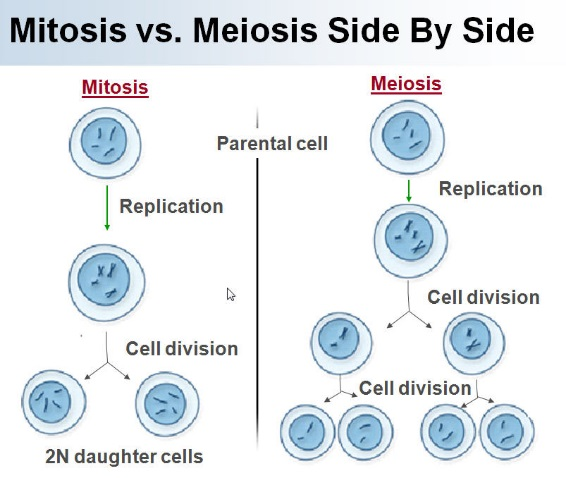 Mitosis vs. Meiosis Side By Side
Mitosis
Meiosis
Parental cell
Replication
Replication
Cell division
Cell division
Cell division
2N daughter cells